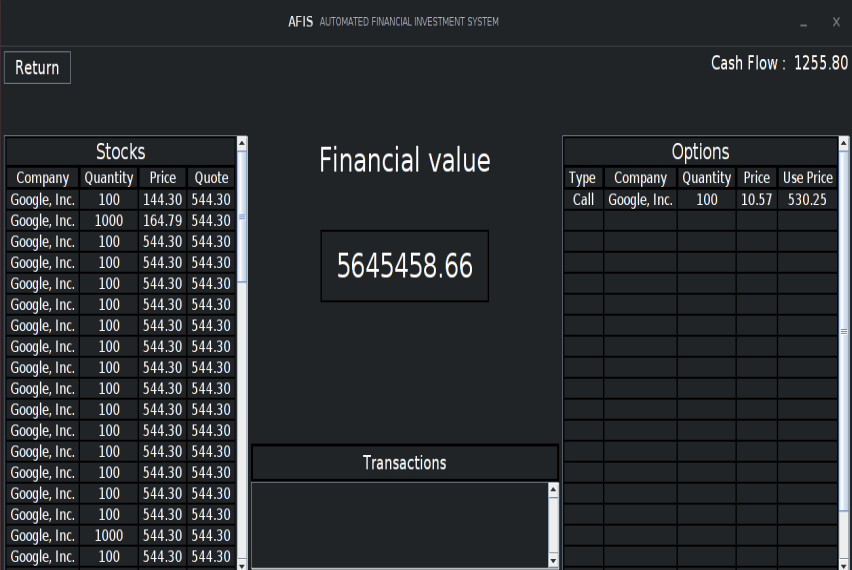 AFIS AUTOMATED FINANCIAL INVESTMENT SYSTEM
_ X
Return
Cash Flow : 1255.80
Stocks
Company Quantity Price Quote
Google, Inc. 100 144.30 544.30
Google, Inc. 1000 164.79 544.30
Google, Inc. 100 544.30 544.30
Google, Inc. 100 544.30 544.30
Google, Inc. 100 544.30 544.30
Google, Inc. 100 544.30 544.30
Google, Inc. 100 544.30 544.30
Google, Inc. 100 544.30 544.30
Google, Inc. 100 544.30 544.30
Google, Inc. 100 544.30 544.30
Google, Inc. 100 544.30 544.30
Google, Inc. 100 544.30 544.30
Google, Inc. 100 544.30 544.30
Google, Inc. 100 544.30 544.30
Google, Inc. 100 544.30 544.30
Google, Inc. 100 544.30 544.30
Google, Inc. 1000 544.30 544.30
Google, Inc. 100 544.30 544.30
Financial value
5645458.66
Transactions
Options
Type Company Quantity Price Use Price
Call Google, Inc. 100 10.57 530.25